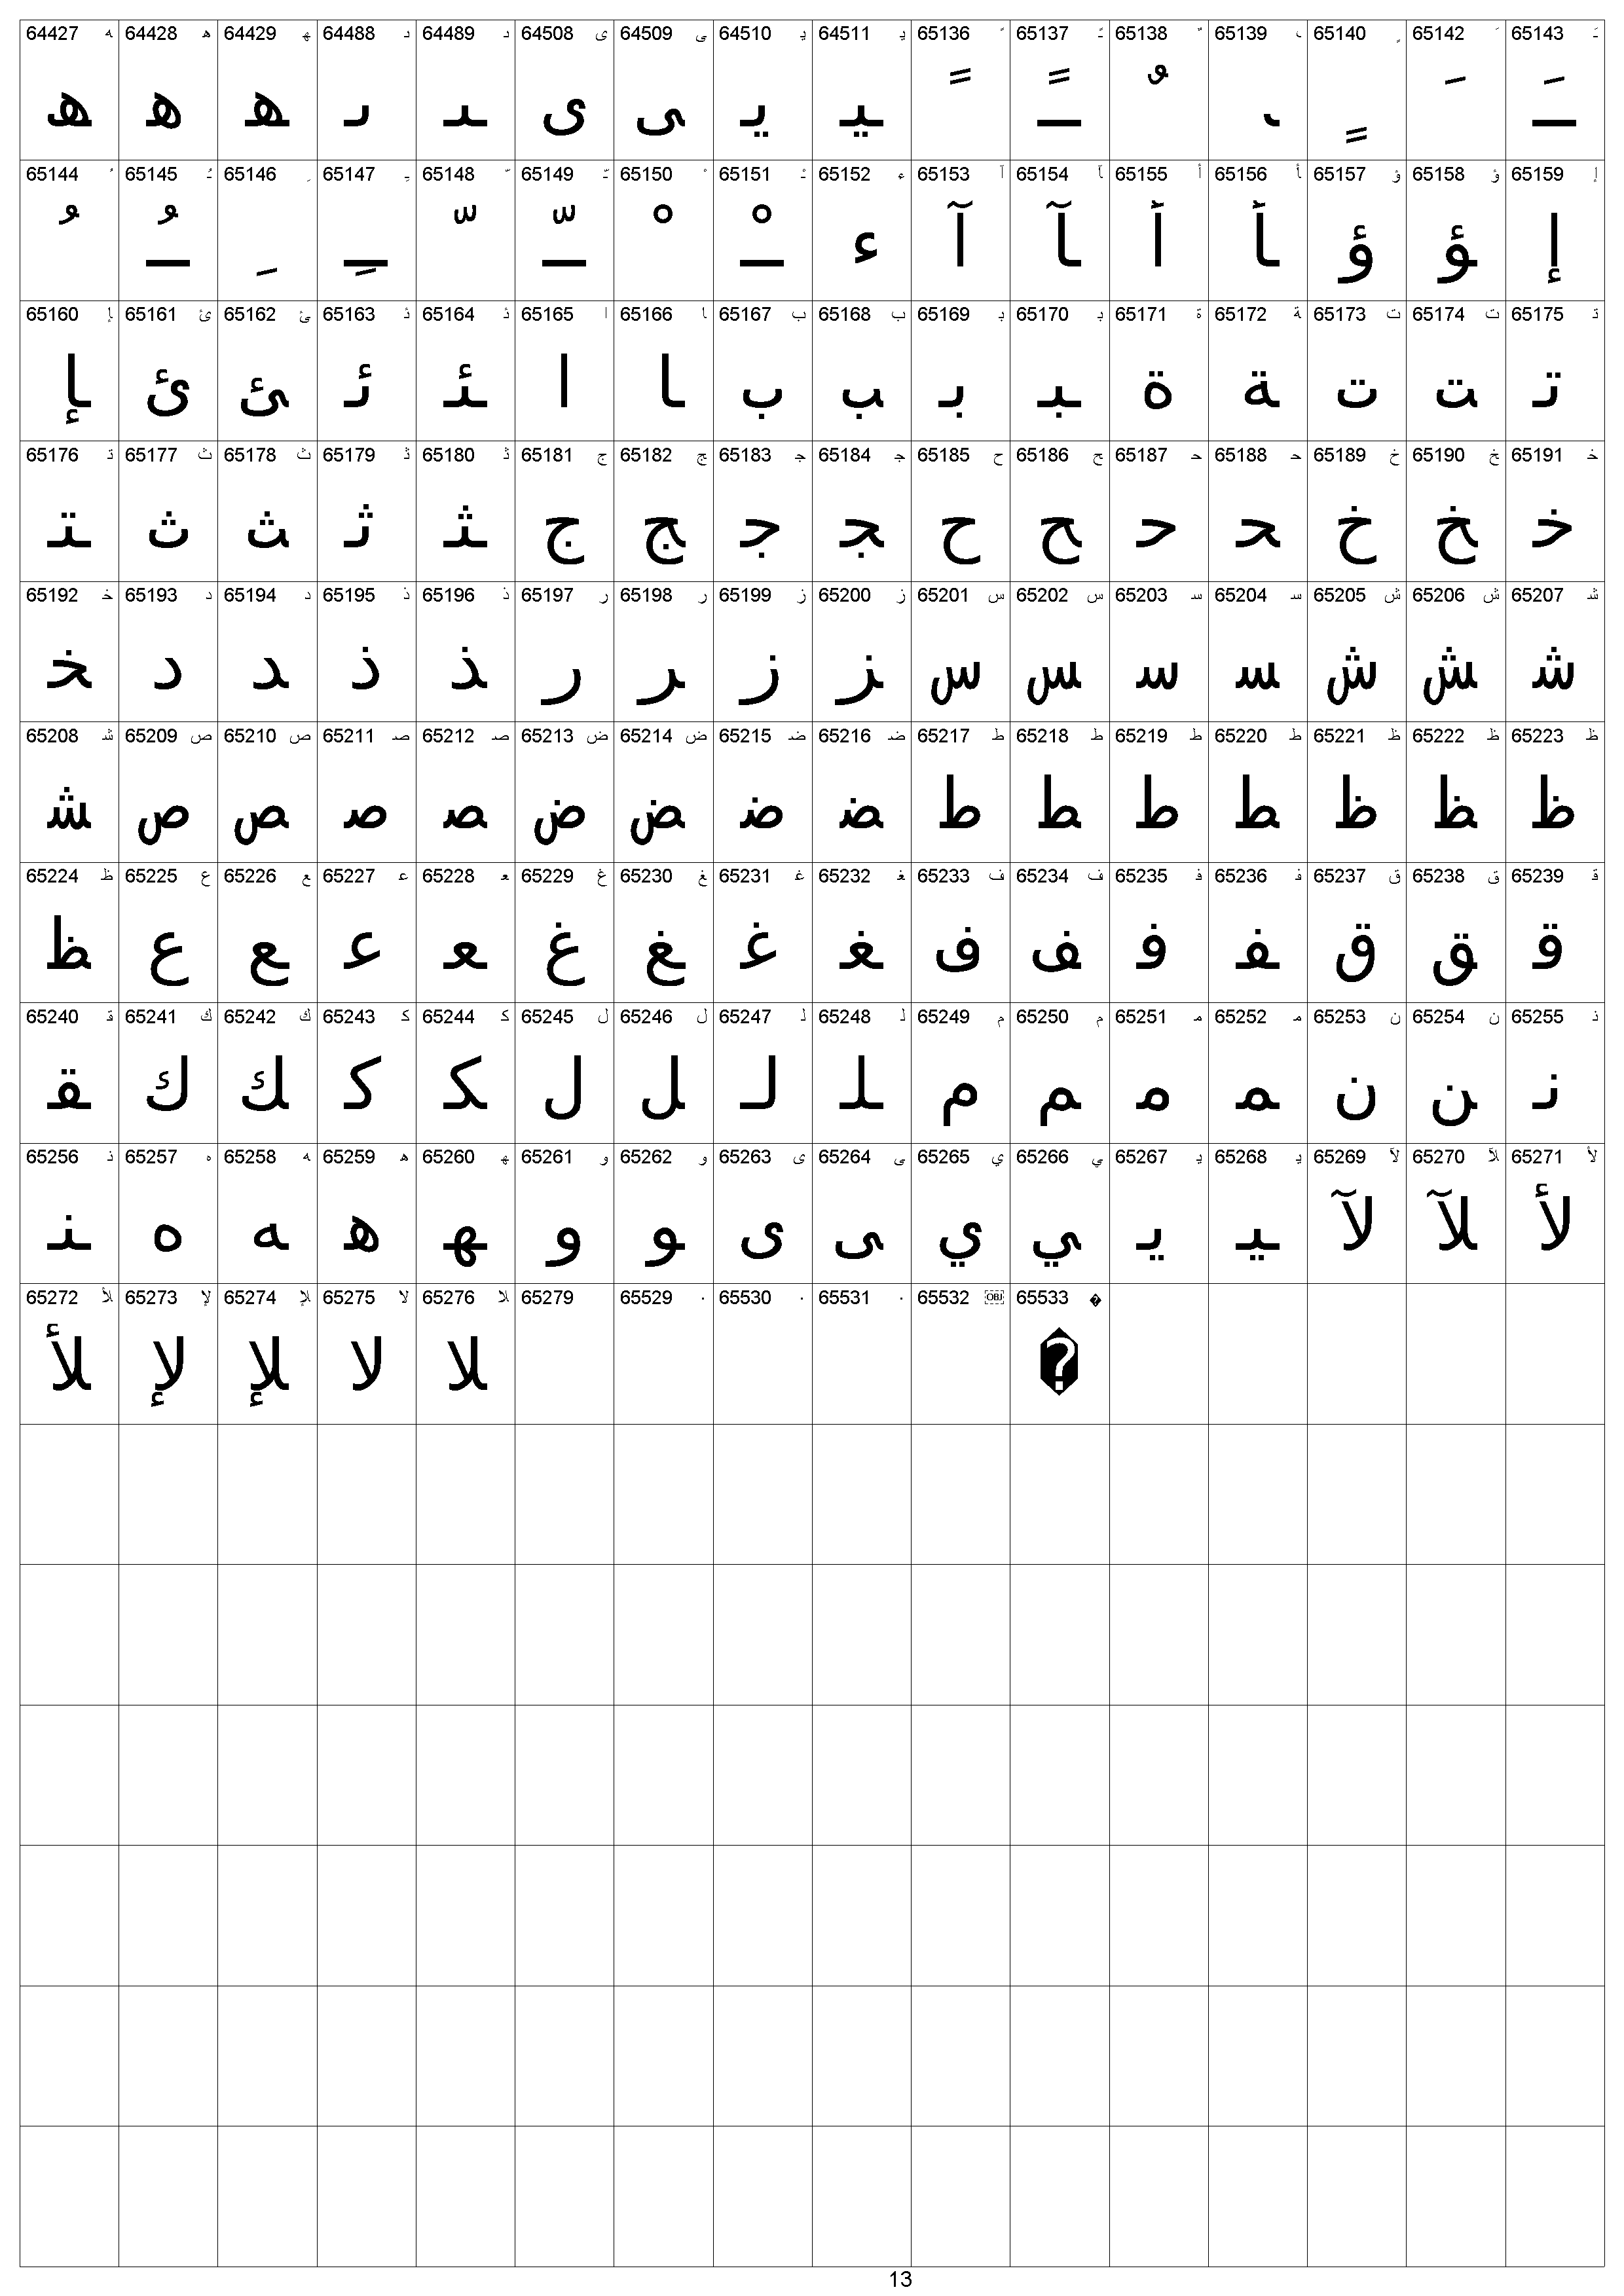 64427 ﮫ 64428 ﮬ 64429 ﮭ 64488 ﯨ 64489 ﯩ 64508 ﯼ 64509 ﯽ 64510 ﯾ 64511 ﯿ 65136 ﹰ 65137 ﹱ 65138 ﹲ 65139 ﹳ 65140 ﹴ 65142 ﹶ 65143 ﹷ
ﮫ ﮬ ﮭ ﯨ ﯩ ﯼ ﯽ ﯾ ﯿ ﹰ ﹱ ﹲ ﹳ ﹴ ﹶ ﹷ
65144 ﹸ 65145 ﹹ 65146 ﹺ 65147 ﹻ 65148 ﹼ 65149 ﹽ 65150 ﹾ 65151 ﹿ 65152 ﺀ 65153 ﺁ 65154 ﺂ 65155 ﺃ 65156 ﺄ 65157 ﺅ 65158 ﺆ 65159 ﺇ
ﹸ ﹹ ﹺ ﹻ ﹼ ﹽ ﹾ ﹿ ﺀ ﺁ ﺂ ﺃ ﺄ ﺅ ﺆ ﺇ
65160 ﺈ 65161 ﺉ 65162 ﺊ 65163 ﺋ 65164 ﺌ 65165 ﺍ 65166 ﺎ 65167 ﺏ 65168 ﺐ 65169 ﺑ 65170 ﺒ 65171 ﺓ 65172 ﺔ 65173 ﺕ 65174 ﺖ 65175 ﺗ
ﺈ ﺉ ﺊ ﺋ ﺌ ﺍ ﺎ ﺏ ﺐ ﺑ ﺒ ﺓ ﺔ ﺕ ﺖ ﺗ
65176 ﺘ 65177 ﺙ 65178 ﺚ 65179 ﺛ 65180 ﺜ 65181 ﺝ 65182 ﺞ 65183 ﺟ 65184 ﺠ 65185 ﺡ 65186 ﺢ 65187 ﺣ 65188 ﺤ 65189 ﺥ 65190 ﺦ 65191 ﺧ
ﺘ ﺙ ﺚ ﺛ ﺜ ﺝ ﺞ ﺟ ﺠ ﺡ ﺢ ﺣ ﺤ ﺥ ﺦ ﺧ
65192 ﺨ 65193 ﺩ 65194 ﺪ 65195 ﺫ 65196 ﺬ 65197 ﺭ 65198 ﺮ 65199 ﺯ 65200 ﺰ 65201 ﺱ 65202 ﺲ 65203 ﺳ 65204 ﺴ 65205 ﺵ 65206 ﺶ 65207 ﺷ
ﺨ ﺩ ﺪ ﺫ ﺬ ﺭ ﺮ ﺯ ﺰ ﺱ ﺲ ﺳ ﺴ ﺵ ﺶ ﺷ
65208 ﺸ 65209 ﺹ 65210 ﺺ 65211 ﺻ 65212 ﺼ 65213 ﺽ 65214 ﺾ 65215 ﺿ 65216 ﻀ 65217 ﻁ 65218 ﻂ 65219 ﻃ 65220 ﻄ 65221 ﻅ 65222 ﻆ 65223 ﻇ
ﺸ ﺹ ﺺ ﺻ ﺼ ﺽ ﺾ ﺿ ﻀ ﻁ ﻂ ﻃ ﻄ ﻅ ﻆ ﻇ
65224 ﻈ 65225 ﻉ 65226 ﻊ 65227 ﻋ 65228 ﻌ 65229 ﻍ 65230 ﻎ 65231 ﻏ 65232 ﻐ 65233 ﻑ 65234 ﻒ 65235 ﻓ 65236 ﻔ 65237 ﻕ 65238 ﻖ 65239 ﻗ
ﻈ ﻉ ﻊ ﻋ ﻌ ﻍ ﻎ ﻏ ﻐ ﻑ ﻒ ﻓ ﻔ ﻕ ﻖ ﻗ
65240 ﻘ 65241 ﻙ 65242 ﻚ 65243 ﻛ 65244 ﻜ 65245 ﻝ 65246 ﻞ 65247 ﻟ 65248 ﻠ 65249 ﻡ 65250 ﻢ 65251 ﻣ 65252 ﻤ 65253 ﻥ 65254 ﻦ 65255 ﻧ
ﻘ ﻙ ﻚ ﻛ ﻜ ﻝ ﻞ ﻟ ﻠ ﻡ ﻢ ﻣ ﻤ ﻥ ﻦ ﻧ
65256 ﻨ 65257 ﻩ 65258 ﻪ 65259 ﻫ 65260 ﻬ 65261 ﻭ 65262 ﻮ 65263 ﻯ 65264 ﻰ 65265 ﻱ 65266 ﻲ 65267 ﻳ 65268 ﻴ 65269 ﻵ 65270 ﻶ 65271 ﻷ
ﻨ ﻩ ﻪ ﻫ ﻬ ﻭ ﻮ ﻯ ﻰ ﻱ ﻲ ﻳ ﻴ ﻵ ﻶ ﻷ
65272 ﻸ 65273 ﻹ 65274 ﻺ 65275 ﻻ 65276 ﻼ 65279 65529 · 65530 · 65531 · 65532 OBJ 65533 �
ﻸ ﻹ ﻺ ﻻ ﻼ �
13